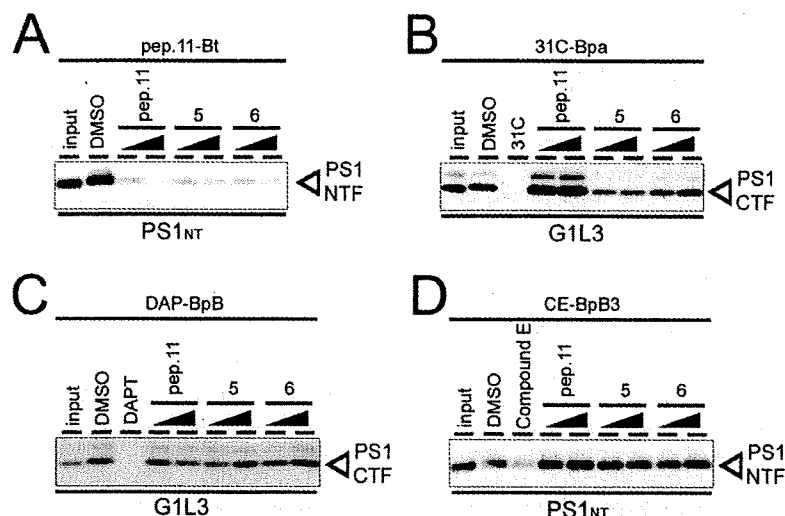 A
pep.11-Bt
input
DMSO
pep.11
5
6
PS1
NTF
PS1NT
B
31C-Bpa
input
DMSO
31C
pep.11
5
6
PS1
CTF
G1L3
C
DAP-BpB
input
DMSO
DAPT
pep.11
5
6
PS1
CTF
G1L3
D
CE-BpB3
input
DMSO
Compound E
pep.11
5
6
PS1
NTF
PS1NT